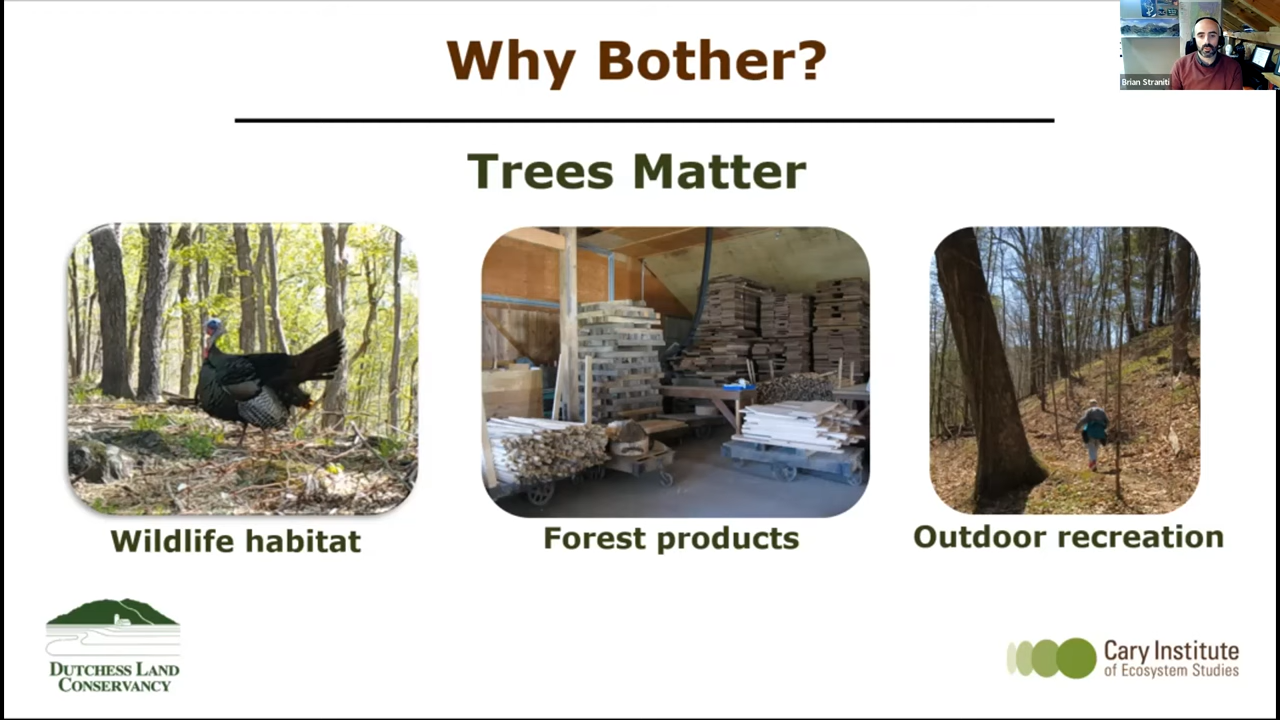 Why Bother?
Brian Straniti
Trees Matter
Wildlife habitat
Forest products
Outdoor recreation
DUTCHESS LAND
CONSERVANCY
Cary Institute
of Ecosystem Studies